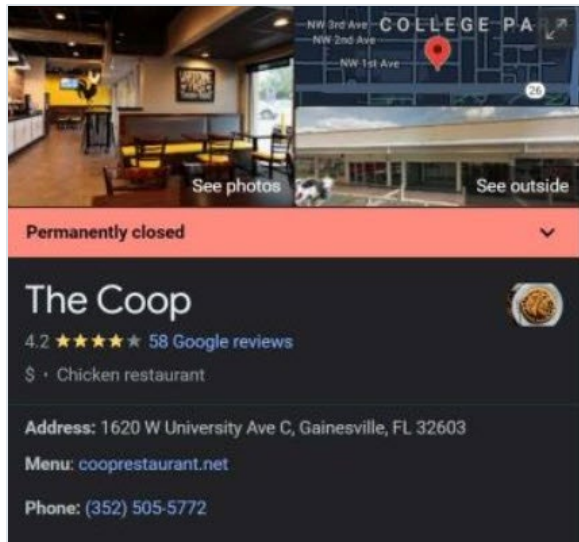 NW 3rd Ave
COLLEGE PA
NW 2nd Ave
NW 1st Ave
26
See photos
See outside
Permanently closed
The Coop
4.2 ★★★★★ 58 Google reviews
$ · Chicken restaurant
Address: 1620 W University Ave C, Gainesville, FL 32603
Menu: cooprestaurant.net
Phone: (352) 505-5772